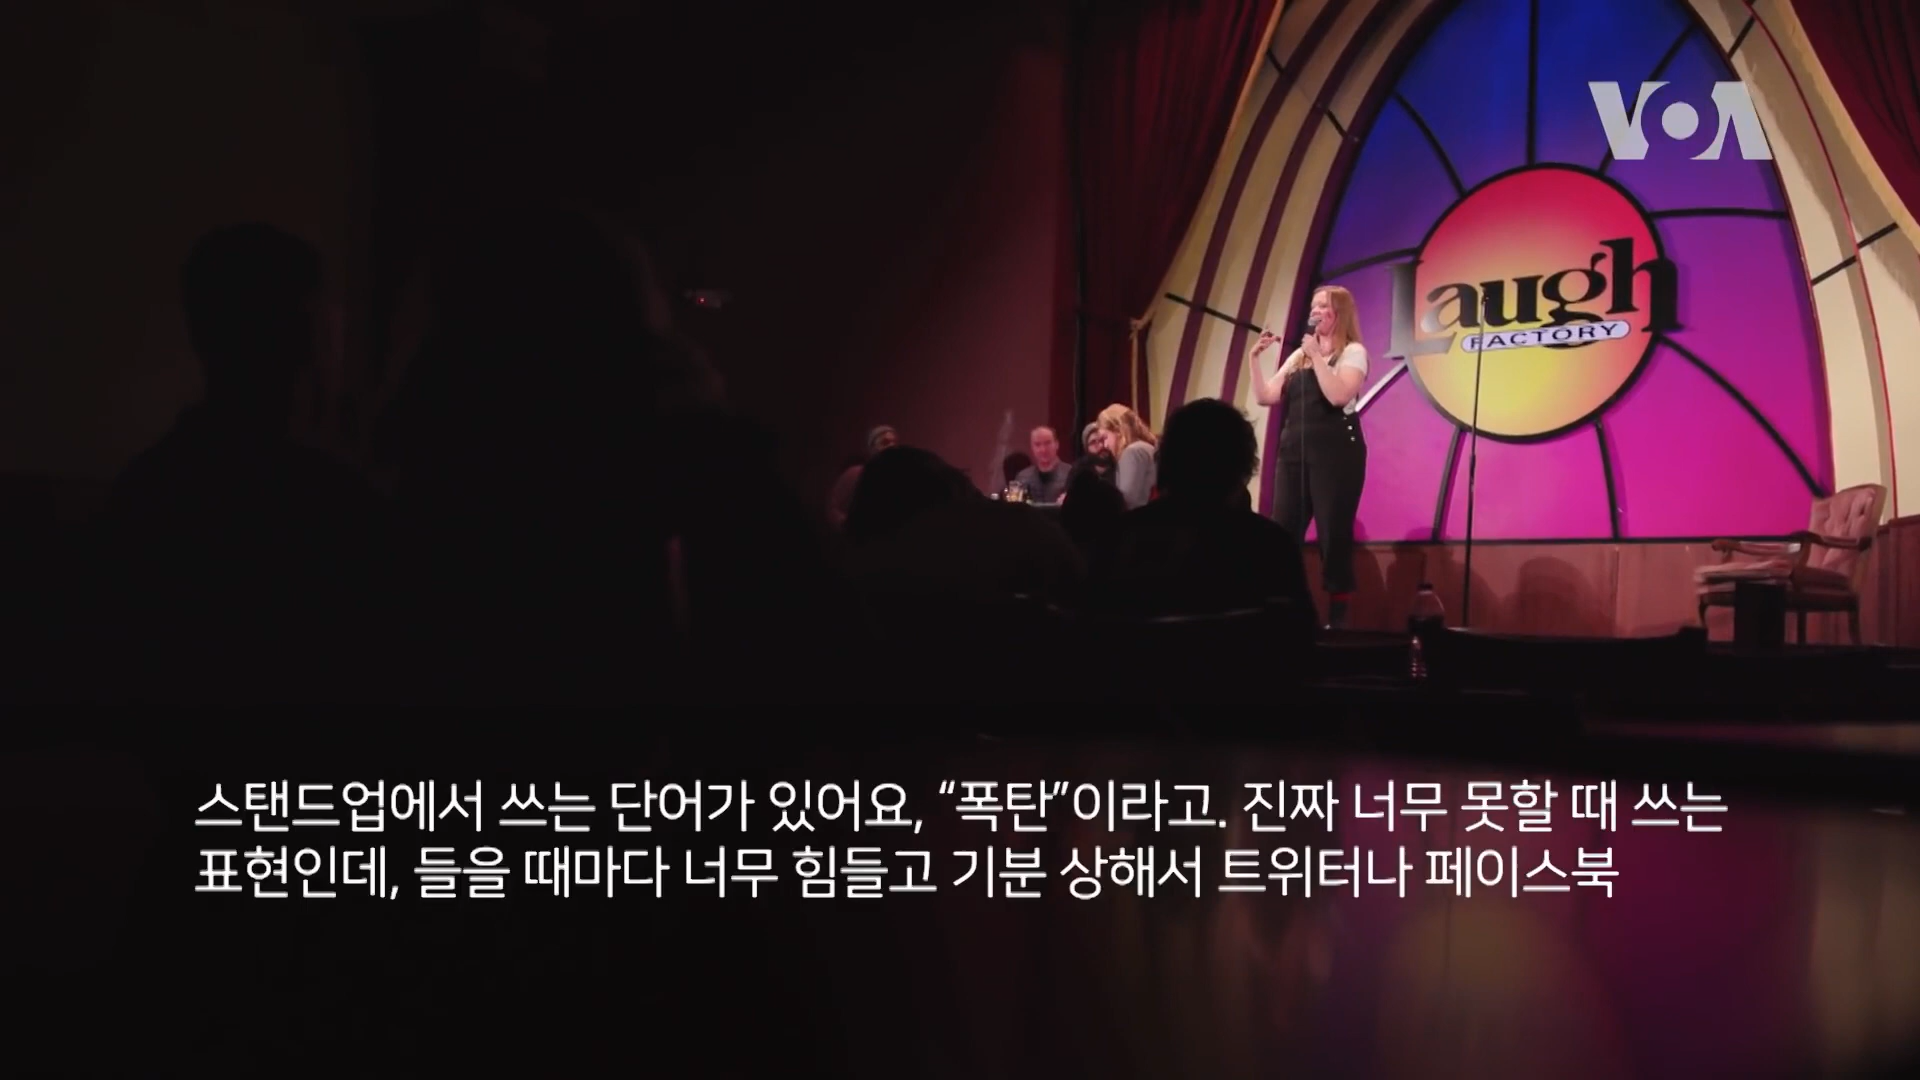 VOA
Laugh
FACTORY
스탠드업에서 쓰는 단어가 있어요, “폭탄”이라고. 진짜 너무 못할 때 쓰는
표현인데, 들을 때마다 너무 힘들고 기분 상해서 트위터나 페이스북